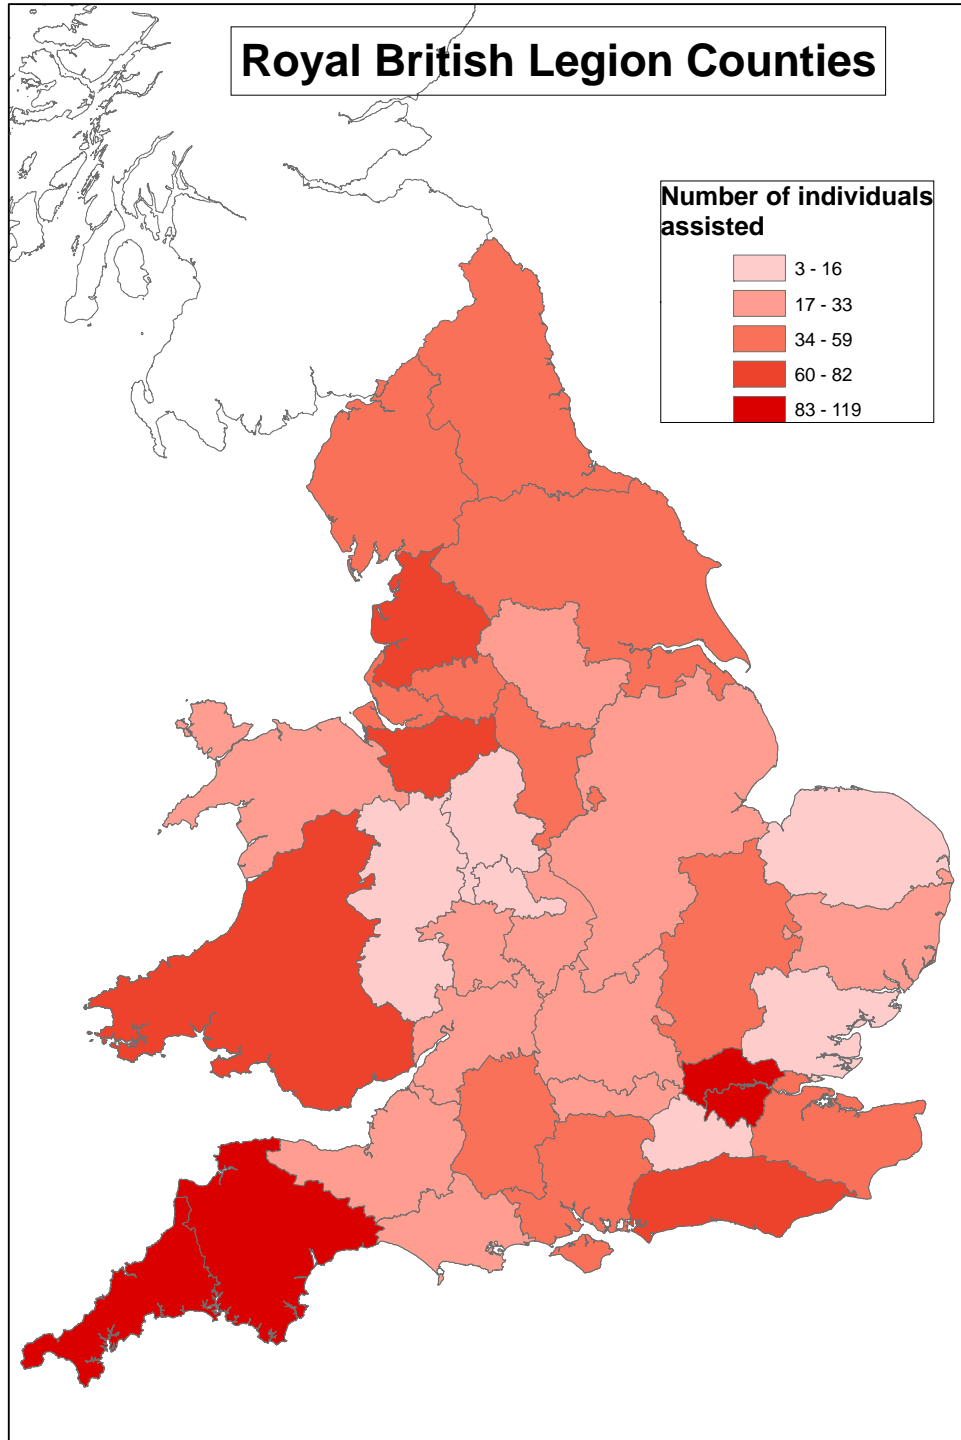 Royal British Legion Counties
Number of individuals
assisted
3 - 16
17 - 33
34 - 59
60 - 82
83 - 119